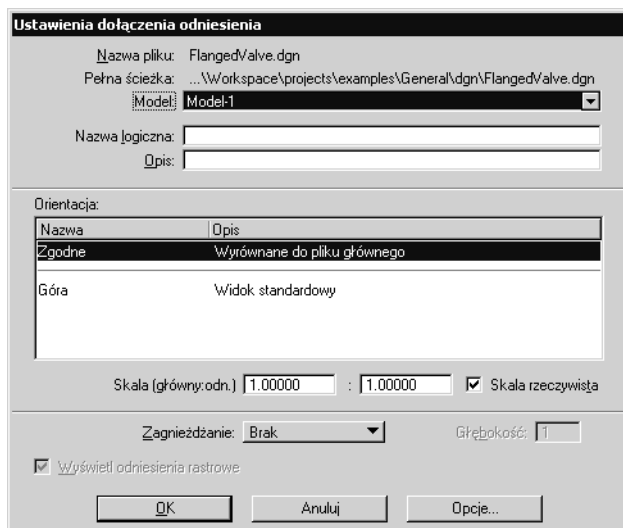 Ustawienia dołączenia odniesienia
Nazwa pliku: FlangedValve.dgn
Pełna ścieżka: ...\Workspace\projects\examples\General\dgn\FlangedValve.dgn
Model: Model-1
Nazwa logiczna:
Opis:
Orientacja:
Nazwa Opis
Zgodne Wyrównane do pliku głównego
Góra Widok standardowy
Skala (główny:odn.) 1.00000 : 1.00000 Skala rzeczywista
Zagnieżdżanie: Brak Głębokość: 1
Wyświetl odniesienia rastrowe
OK Anuluj Opcje...